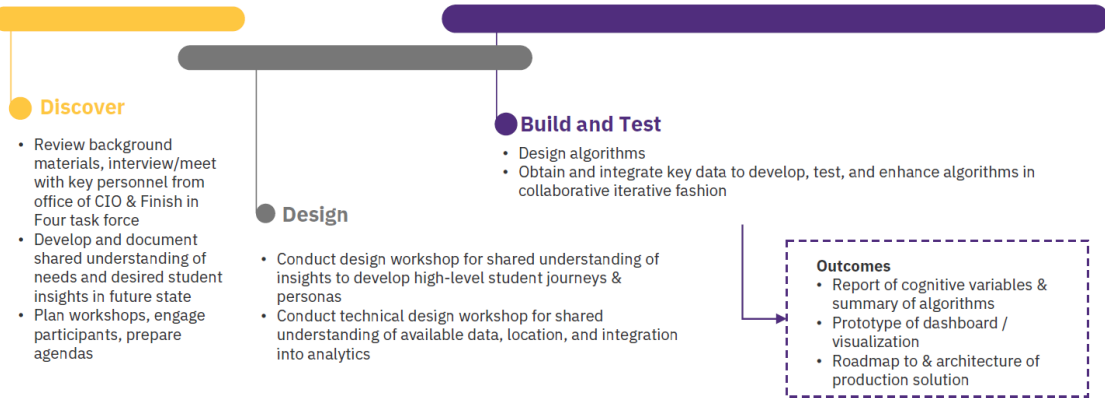 Discover
• Review background
materials, interview/meet
with key personnel from
office of CIO & Finish in
Four task force
• Develop and document
shared understanding of
needs and desired student
insights in future state
• Plan workshops, engage
participants, prepare
agendas
Design
• Conduct design workshop for shared understanding of
insights to develop high-level student journeys &
personas
• Conduct technical design workshop for shared
understanding of available data, location, and integration
into analytics
Build and Test
• Design algorithms
• Obtain and integrate key data to develop, test, and enhance algorithms in
collaborative iterative fashion
Outcomes
• Report of cognitive variables &
summary of algorithms
• Prototype of dashboard /
visualization
• Roadmap to & architecture of
production solution